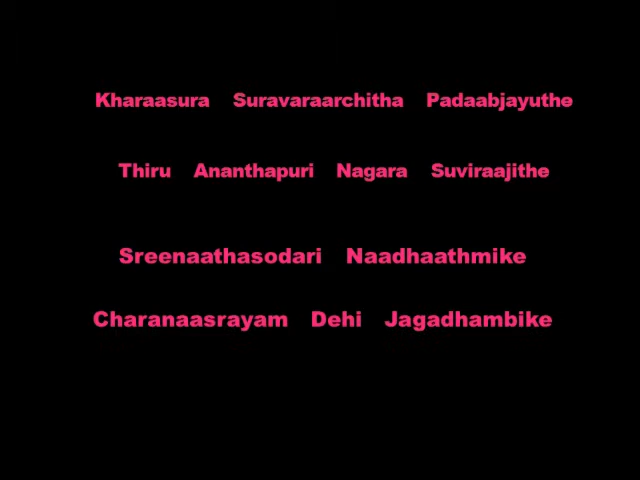 Kharaasura Suravaraarchitha Padaabjayuthe
Thiru Ananthapuri Nagara Suviraajithe
Sreenaathasodari Naadhaathmike
Charanaasrayam Dehi Jagadhambike